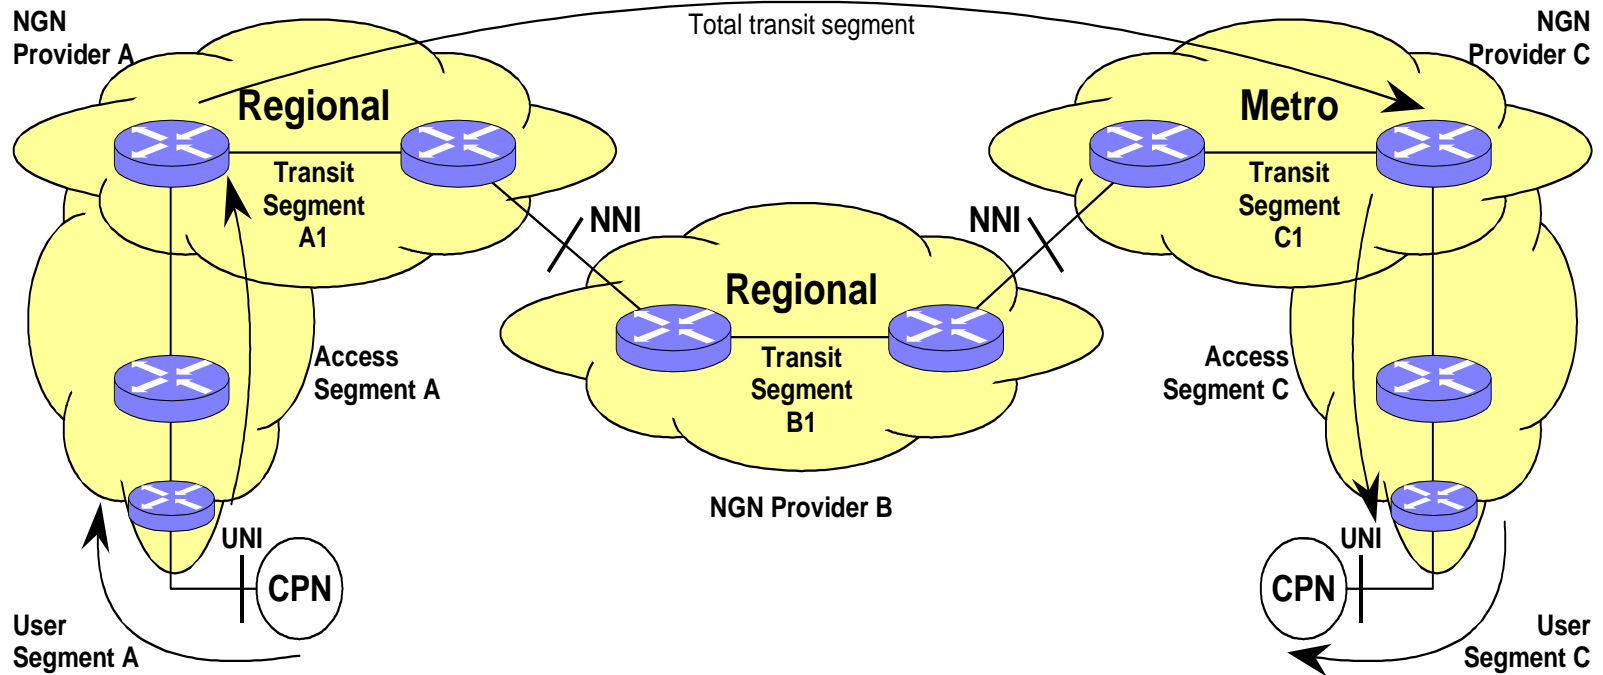 NGN
Provider A
Total transit segment
NGN
Provider C
Regional
Metro
Transit
Segment
A1
Transit
Segment
C1
NNI
NNI
Regional
Transit
Segment
B1
Access
Segment A
Access
Segment C
NGN Provider B
UNI
UNI
CPN
CPN
User
Segment A
User
Segment C